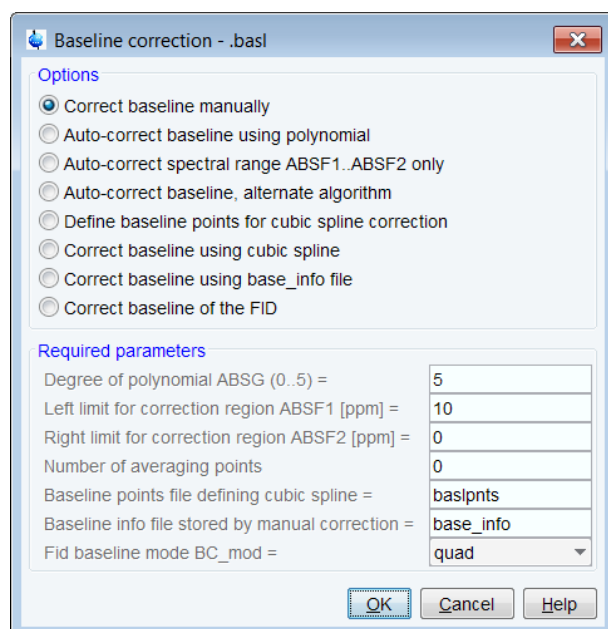 Baseline correction - .basl
Options
Correct baseline manually
Auto-correct baseline using polynomial
Auto-correct spectral range ABSF1..ABSF2 only
Auto-correct baseline, alternate algorithm
Define baseline points for cubic spline correction
Correct baseline using cubic spline
Correct baseline using base_info file
Correct baseline of the FID
Required parameters
Degree of polynomial ABSG (0..5) = 5
Left limit for correction region ABSF1 [ppm] = 10
Right limit for correction region ABSF2 [ppm] = 0
Number of averaging points 0
Baseline points file defining cubic spline = baslpnts
Baseline info file stored by manual correction = base_info
Fid baseline mode BC_mod = quad
OK Cancel Help